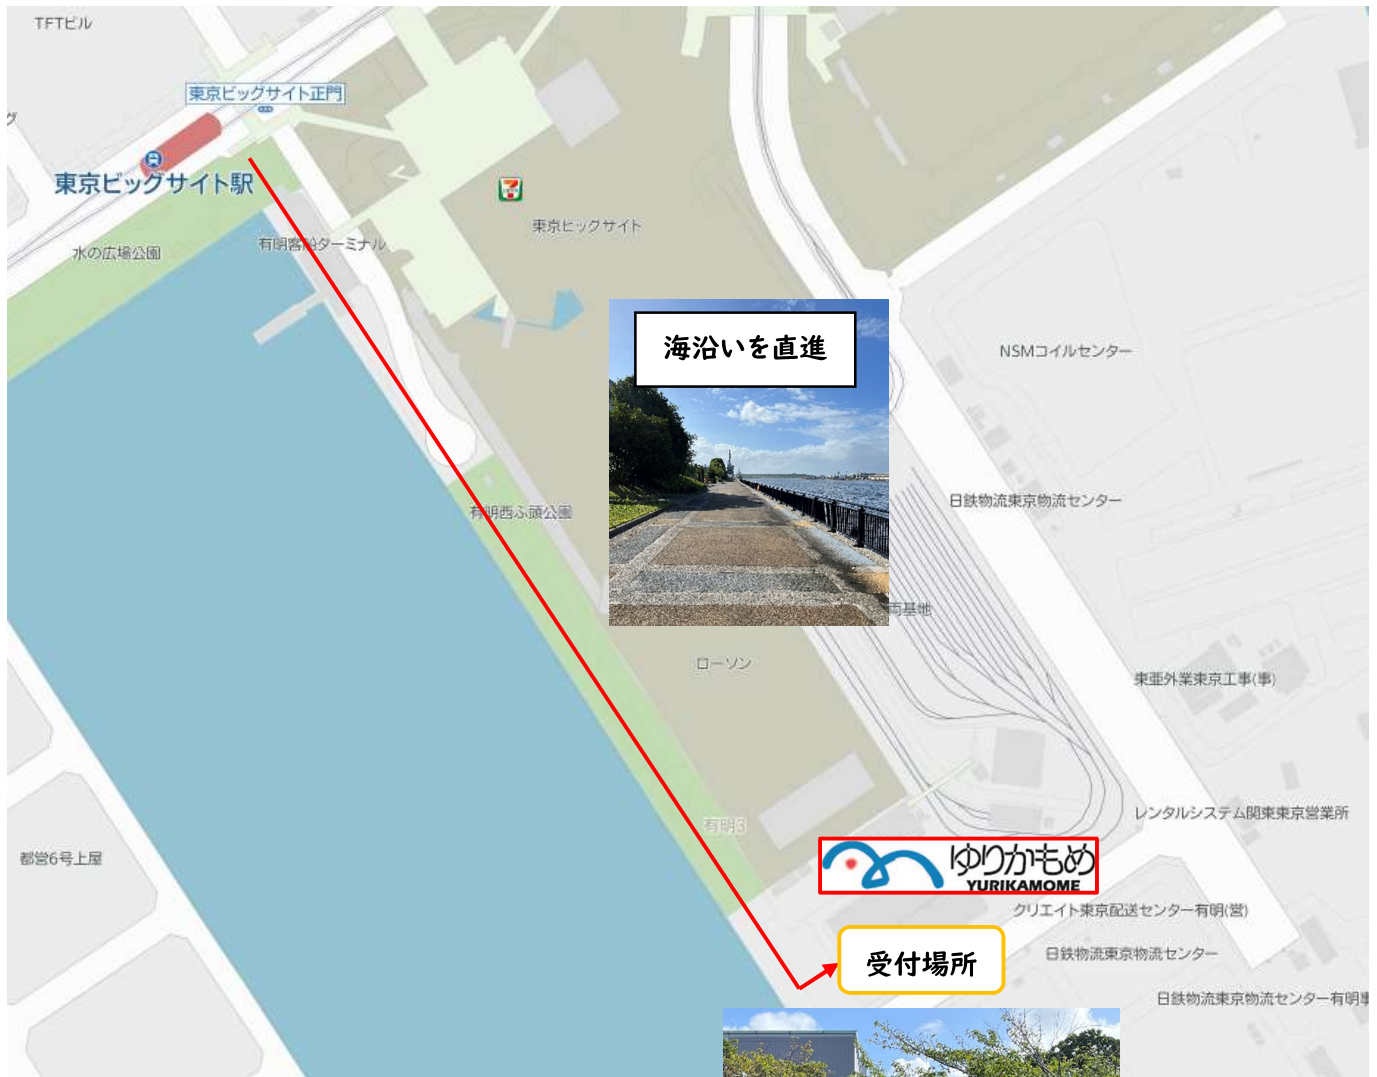 TFTビル
東京ビッグサイト正門
グ
東京ビッグサイト駅
水の広場公園
有明客船ターミナル
東京ビッグサイト
海沿いを直進
NSMコイルセンター
日鉄物流東京物流センター
有明西ふ頭公園
両基地
ローソン
東亜外業東京工事(事)
レンタルシステム関東東京営業所
有明3
都営6号上屋
ゆりかもめ
YURIKAMOME
クリエイト東京配送センター有明(営)
受付場所
日鉄物流東京物流センター
日鉄物流東京物流センター有明事